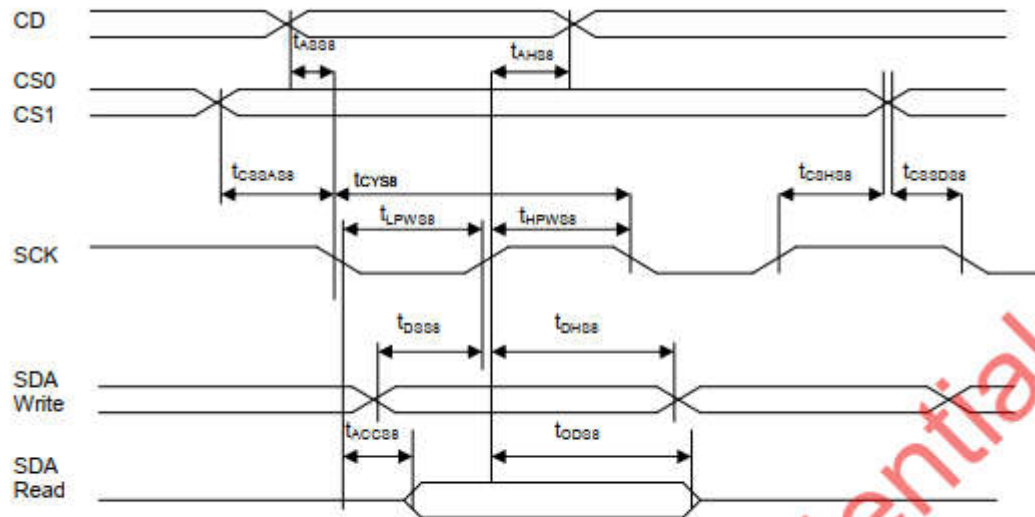 CD
tASS8
tAHS8
CS0
CS1
tCSSAS8
tCYS8
tCSHS8
tCSSDS8
tLPWS8
tHPWS8
SCK
tDSS8
tDHS8
SDA
Write
tACCS8
tODS8
SDA
Read
ential